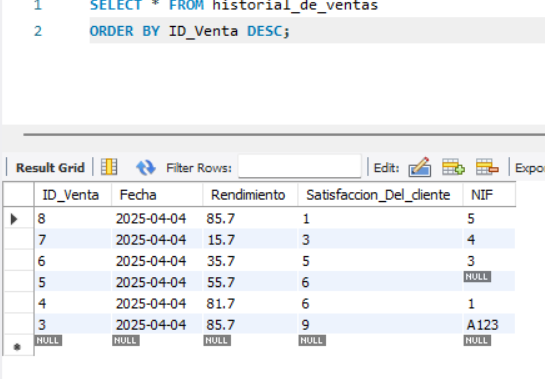 1 SELECT * FROM historial_de_ventas
2 ORDER BY ID_Venta DESC;
Result Grid Filter Rows: Edit: Expo
ID_Venta Fecha Rendimiento Satisfaccion_Del_cliente NIF
8 2025-04-04 85.7 1 5
7 2025-04-04 15.7 3 4
6 2025-04-04 35.7 5 3
5 2025-04-04 55.7 6 NULL
4 2025-04-04 81.7 6 1
3 2025-04-04 85.7 9 A123
NULL NULL NULL NULL NULL